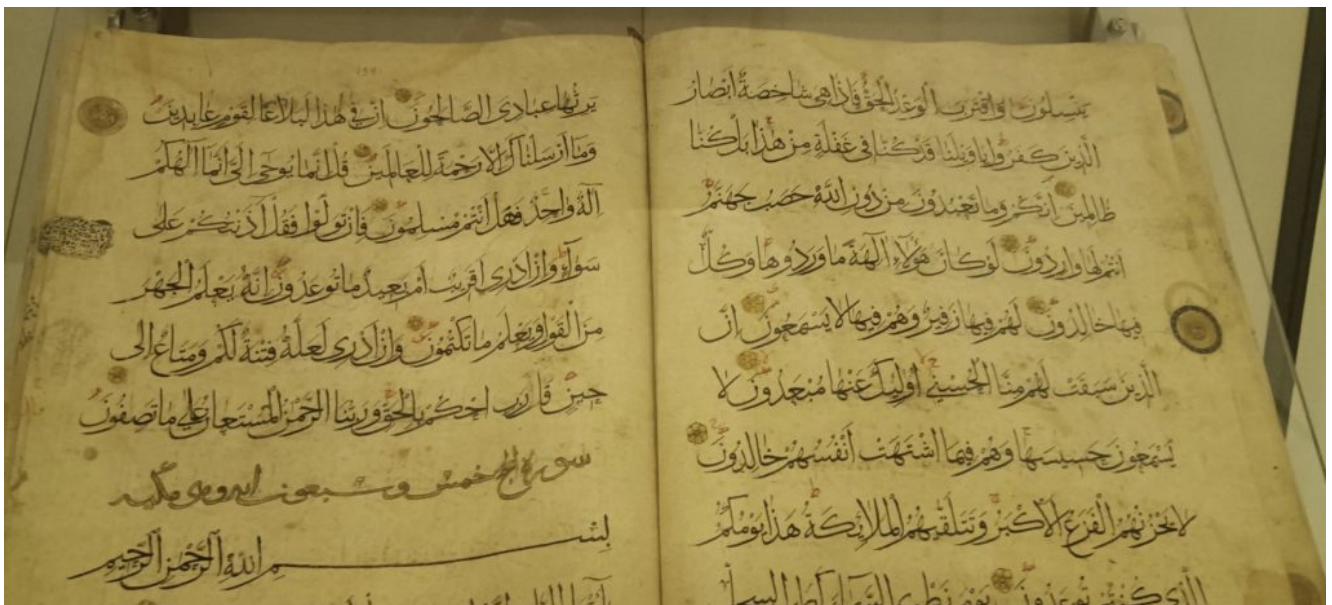 ينسلون واقترب الوعد الحق فاذا هي شاخصة ابصار
الذين كفروا يا ويلنا قد كنا في غفلة من هذا بل كنا
ظالمين انكم وما تعبدون من دون الله حصب جهنم
انتم لها واردون لو كان هؤلاء آلهة ما وردوها وكل
فيها خالدون لهم فيها زفير وهم فيها لا يسمعون ان
الذين سبقت لهم منا الحسنى اولئك عنها مبعدون لا
يسمعون حسيسها وهم فيما اشتهت انفسهم خالدون
لا يحزنهم الفزع الاكبر وتتلقيهم الملائكة هذا يومكم
الذي كنتم توعدون يوم نطوي السماء كطي السجل
يرثها عبادي الصالحون ان في هذا لبلاغا لقوم عابدين
وما ارسلناك الا رحمة للعالمين قل انما يوحى الي انما الهكم
اله واحد فهل انتم مسلمون فان تولوا فقل آذنتكم على
سواء وان ادري اقريب ام بعيد ما توعدون انه يعلم الجهر
من القول ويعلم ما تكتمون وان ادري لعله فتنة لكم ومتاع الى
حين قال رب احكم بالحق وربنا الرحمن المستعان على ما تصفون
سورة الحج خمس وسبعون اية وهي مكية
بسم الله الرحمن الرحيم